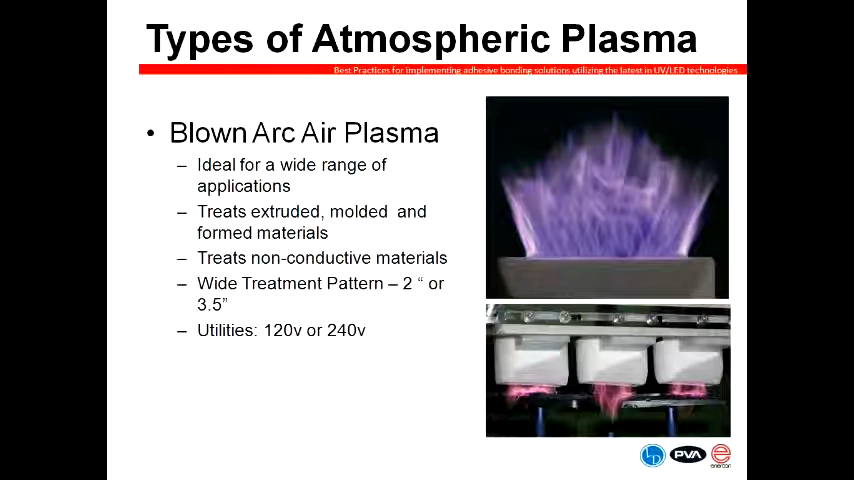 Types of Atmospheric Plasma
Best Practices for implementing adhesive bonding solutions utilizing the latest in UV/LED technologies
• Blown Arc Air Plasma
– Ideal for a wide range of
applications
– Treats extruded, molded and
formed materials
– Treats non-conductive materials
– Wide Treatment Pattern – 2 “ or
3.5”
– Utilities: 120v or 240v
LD PVA e
enercon